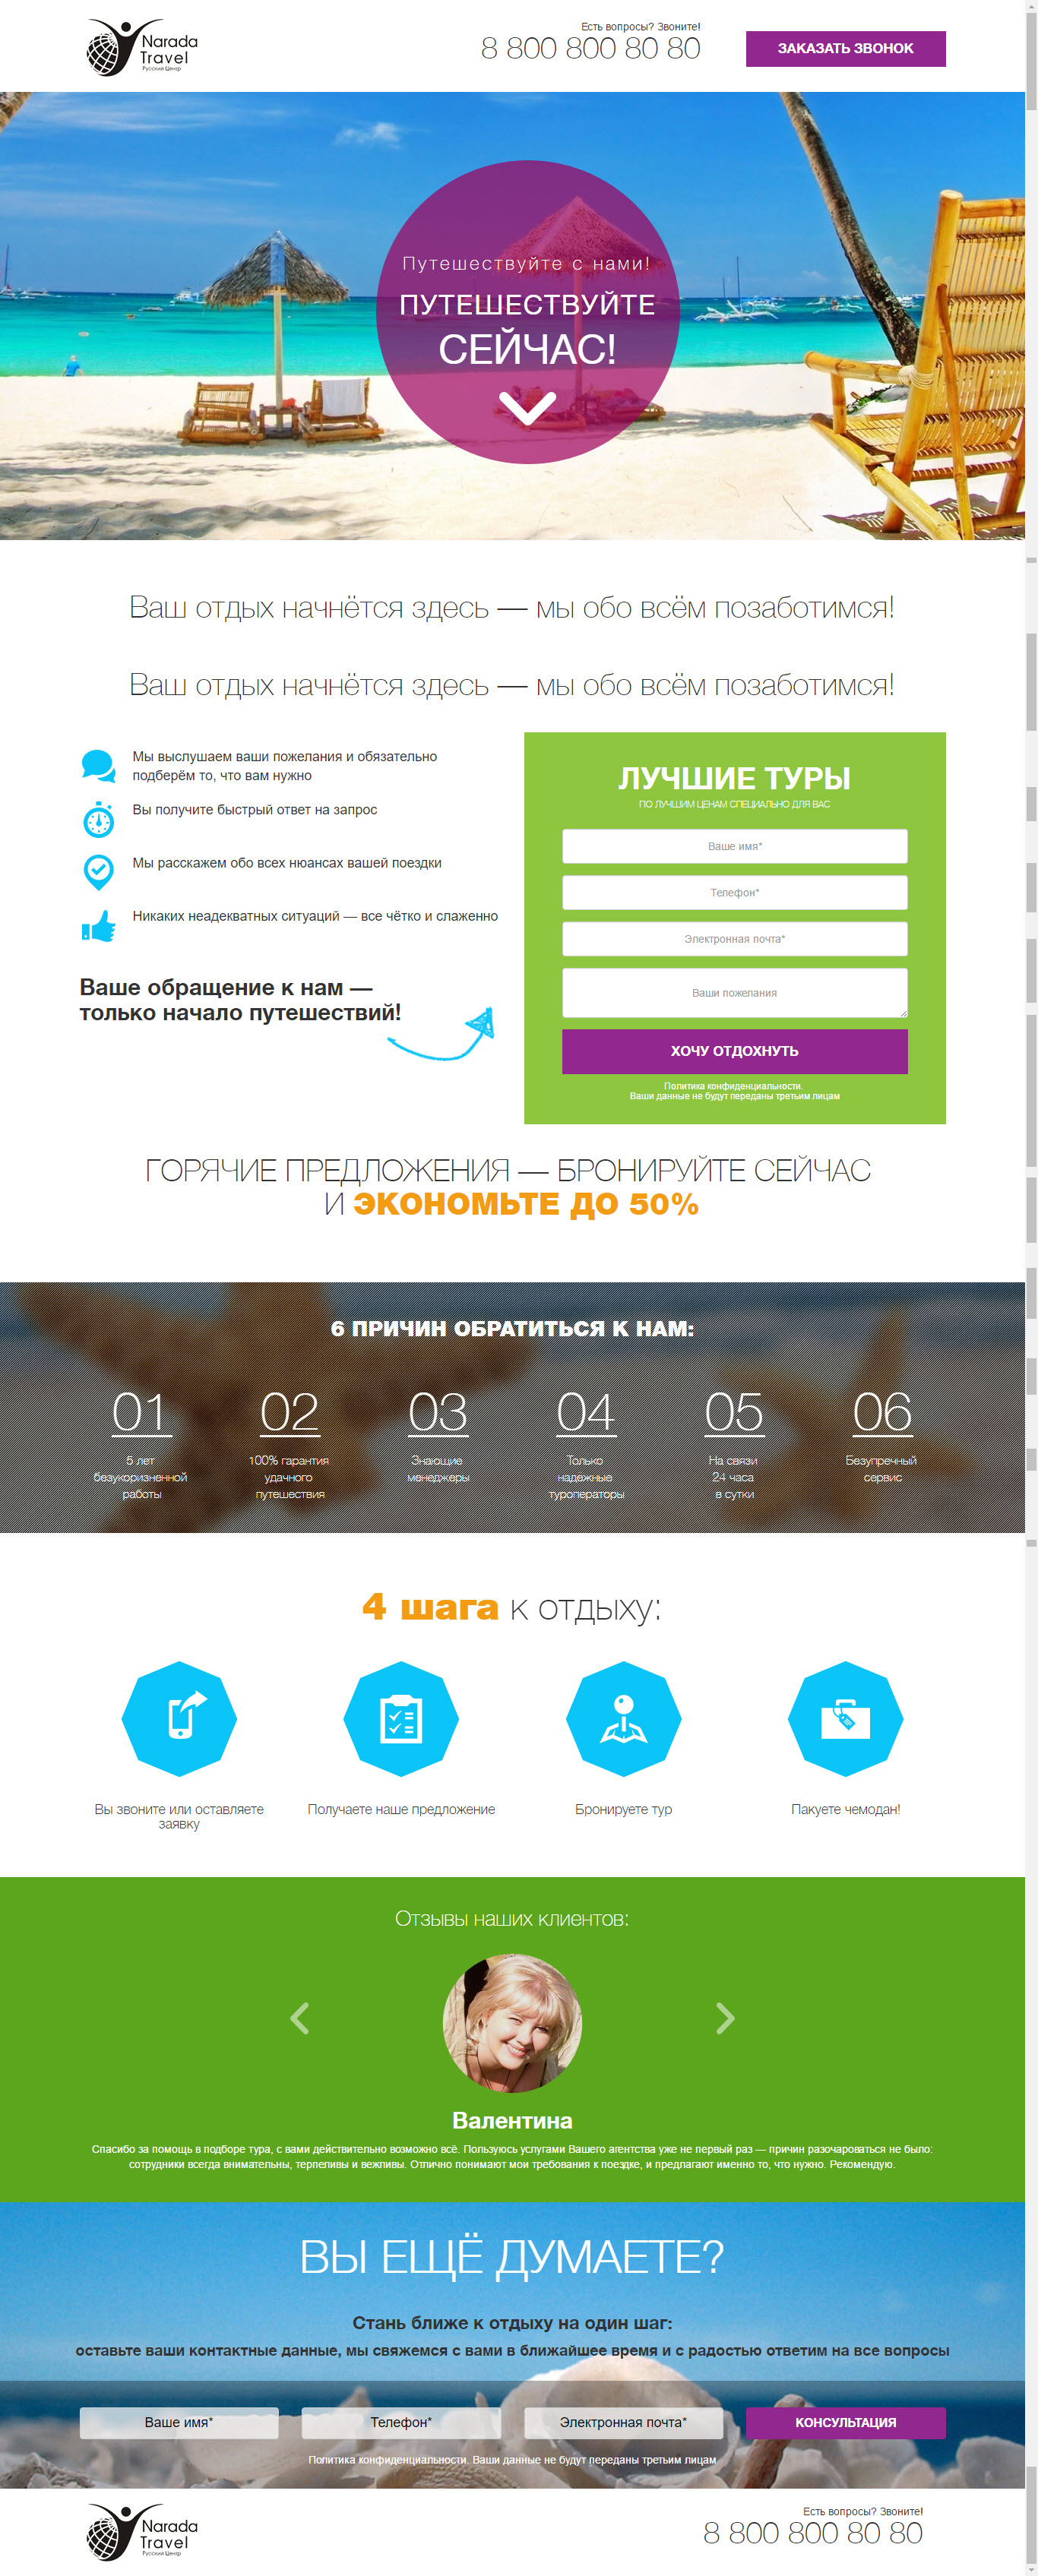 Narada
Travel
Русский Центр
Есть вопросы? Звоните!
8 800 800 80 80
ЗАКАЗАТЬ ЗВОНОК
Путешествуйте с нами!
ПУТЕШЕСТВУЙТЕ
СЕЙЧАС!
Ваш отдых начнётся здесь — мы обо всём позаботимся!
Ваш отдых начнётся здесь — мы обо всём позаботимся!
Мы выслушаем ваши пожелания и обязательно
подберём то, что вам нужно
Вы получите быстрый ответ на запрос
Мы расскажем обо всех нюансах вашей поездки
Никаких неадекватных ситуаций — все чётко и слаженно
Ваше обращение к нам —
только начало путешествий!
ЛУЧШИЕ ТУРЫ
ПО ЛУЧШИМ ЦЕНАМ СПЕЦИАЛЬНО ДЛЯ ВАС
Ваше имя*
Телефон*
Электронная почта*
Ваши пожелания
ХОЧУ ОТДОХНУТЬ
Политика конфиденциальности.
Ваши данные не будут переданы третьим лицам
ГОРЯЧИЕ ПРЕДЛОЖЕНИЯ — БРОНИРУЙТЕ СЕЙЧАС
И ЭКОНОМЬТЕ ДО 50%
6 ПРИЧИН ОБРАТИТЬСЯ К НАМ:
01
5 лет
безукоризненной
работы
02
100% гарантия
удачного
путешествия
03
Знающие
менеджеры
04
Только
надежные
туроператоры
05
На связи
24 часа
в сутки
06
Безупречный
сервис
4 шага к отдыху:
Вы звоните или оставляете
заявку
Получаете наше предложение
Бронируете тур
Пакуете чемодан!
Отзывы наших клиентов:
Валентина
Спасибо за помощь в подборе тура, с вами действительно возможно всё. Пользуюсь услугами Вашего агентства уже не первый раз — причин разочароваться не было:
сотрудники всегда внимательны, терпеливы и вежливы. Отлично понимают мои требования к поездке, и предлагают именно то, что нужно. Рекомендую.
ВЫ ЕЩЁ ДУМАЕТЕ?
Стань ближе к отдыху на один шаг:
оставьте ваши контактные данные, мы свяжемся с вами в ближайшее время и с радостью ответим на все вопросы
Ваше имя*
Телефон*
Электронная почта*
КОНСУЛЬТАЦИЯ
Политика конфиденциальности. Ваши данные не будут переданы третьим лицам.
Narada
Travel
Русский Центр
Есть вопросы? Звоните!
8 800 800 80 80